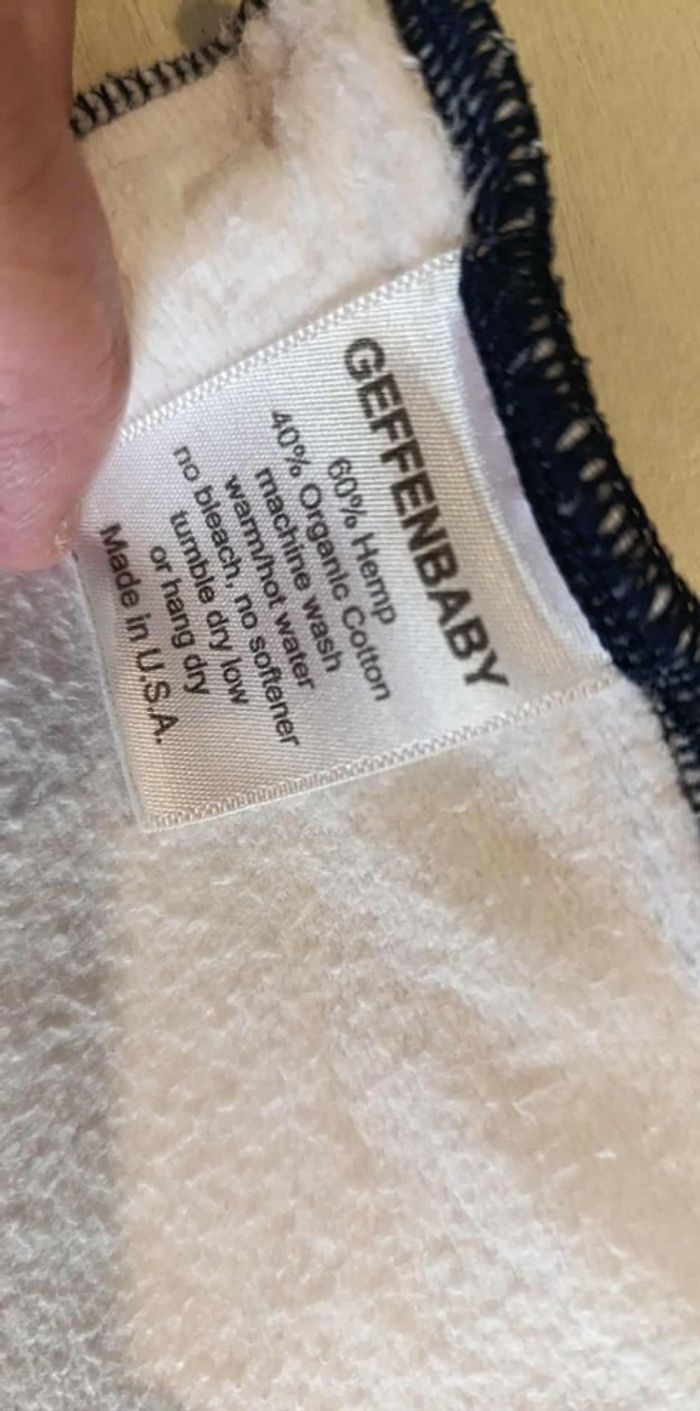 GEFFENBABY
60% Hemp
40% Organic Cotton
machine wash
warm/hot water
no bleach, no softener
tumble dry low
or hang dry
Made in U.S.A.